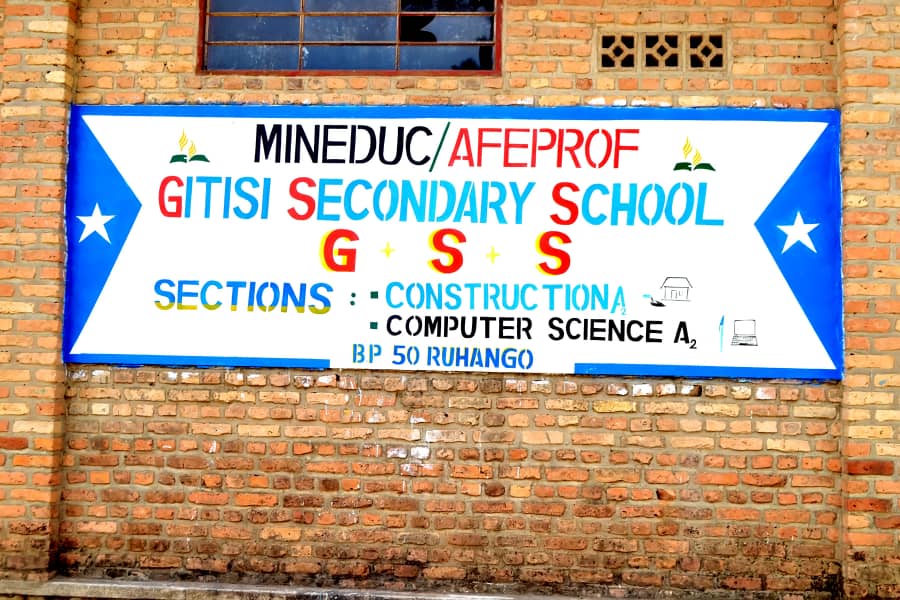 MINEDUC/AFEPROF
GITISI SECONDARY SCHOOL
G S S
SECTIONS : ▪ CONSTRUCTION A2
▪ COMPUTER SCIENCE A2
BP 50 RUHANGO